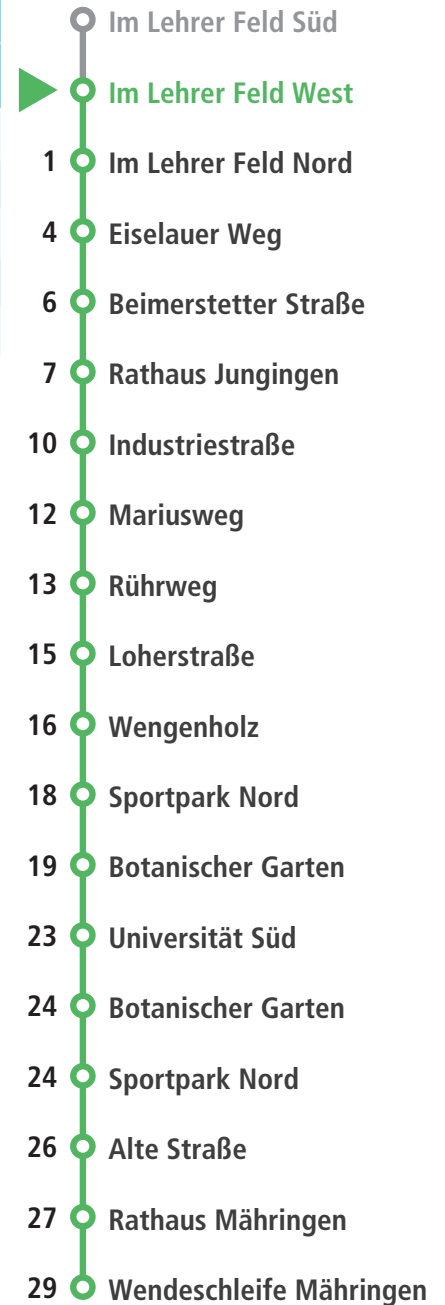 Im Lehrer Feld Süd
Im Lehrer Feld West
1 Im Lehrer Feld Nord
4 Eiselauer Weg
6 Beimerstetter Straße
7 Rathaus Jungingen
10 Industriestraße
12 Mariusweg
13 Rührweg
15 Loherstraße
16 Wengenholz
18 Sportpark Nord
19 Botanischer Garten
23 Universität Süd
24 Botanischer Garten
24 Sportpark Nord
26 Alte Straße
27 Rathaus Mähringen
29 Wendeschleife Mähringen